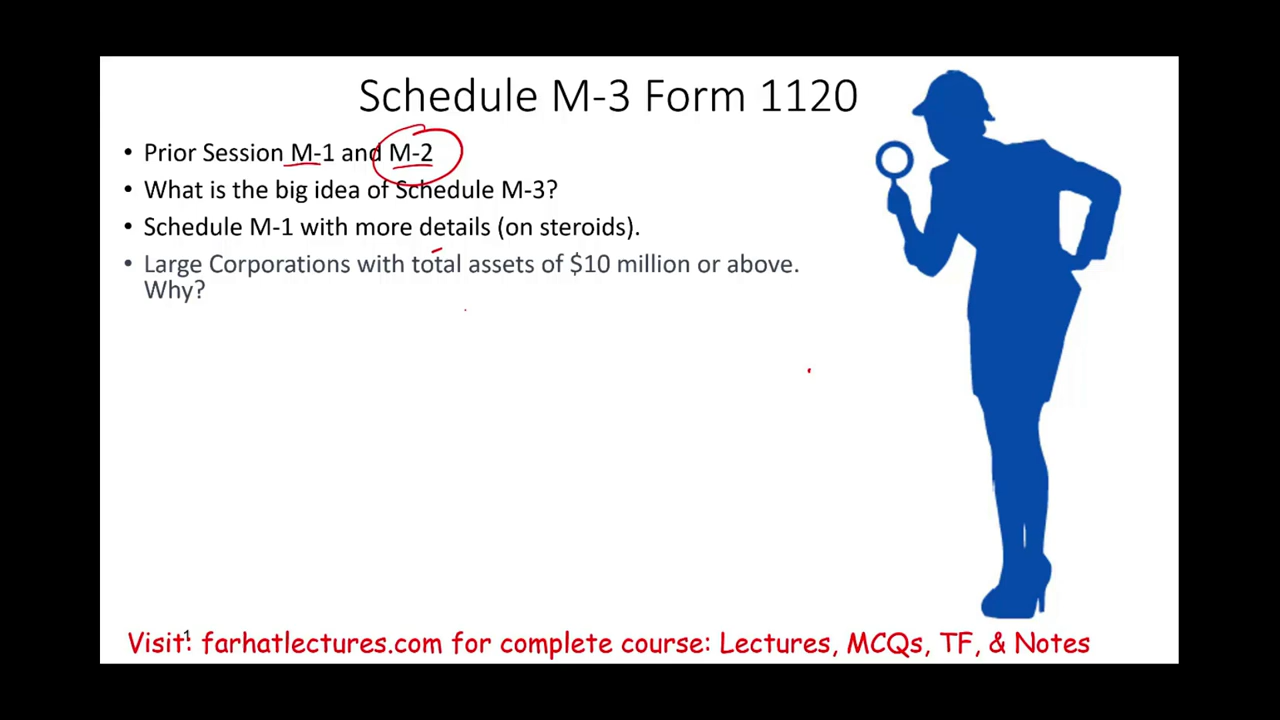 Schedule M-3 Form 1120
• Prior Session M-1 and M-2
• What is the big idea of Schedule M-3?
• Schedule M-1 with more details (on steroids).
• Large Corporations with total assets of $10 million or above.
Why?
1
Visit: farhatlectures.com for complete course: Lectures, MCQs, TF, & Notes